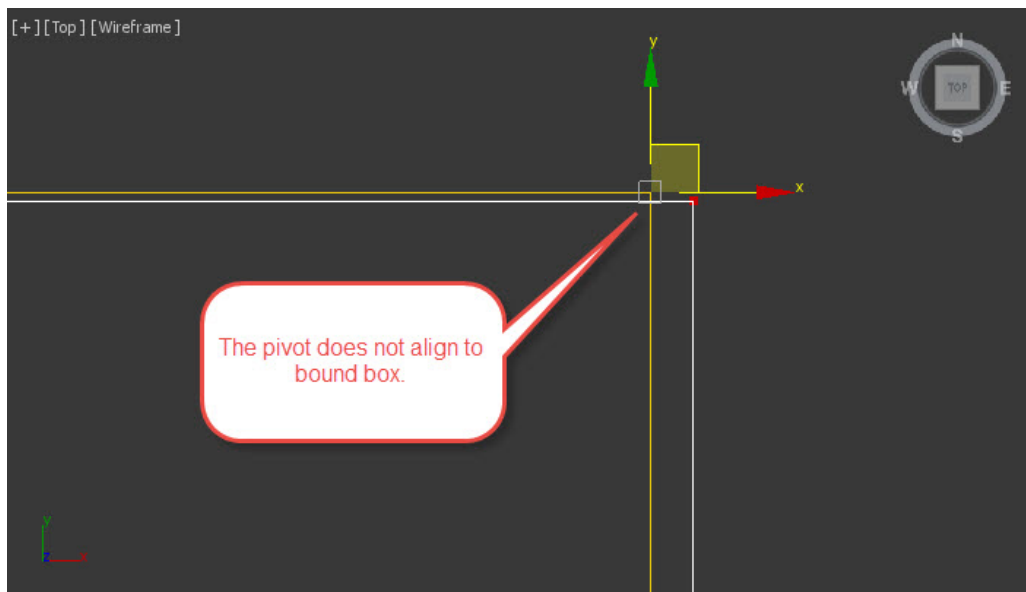 [+][Top][Wireframe]
y
N
W TOP E
S
x
The pivot does not align to
bound box.
y
z x